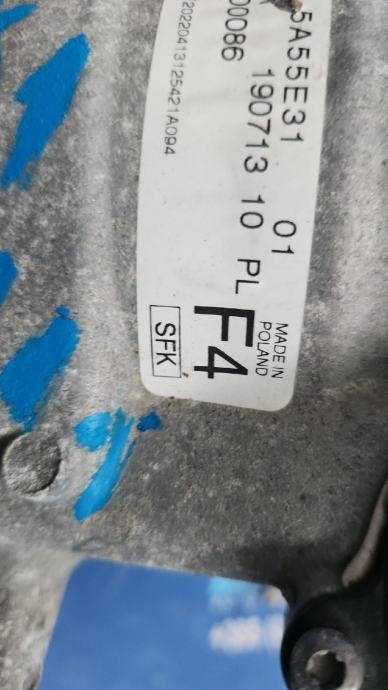 5A55E31 01
00086 190713 10 PL
20220413125421A094
MADE IN
POLAND
F4
SFK